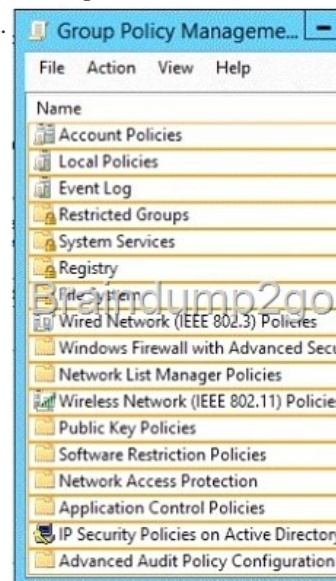 Group Policy Manageme...
File Action View Help
Name
Account Policies
Local Policies
Event Log
Restricted Groups
System Services
Registry
File System
Braindump2go
Wired Network (IEEE 802.3) Policies
Windows Firewall with Advanced Secu
Network List Manager Policies
Wireless Network (IEEE 802.11) Policies
Public Key Policies
Software Restriction Policies
Network Access Protection
Application Control Policies
IP Security Policies on Active Directory
Advanced Audit Policy Configuration